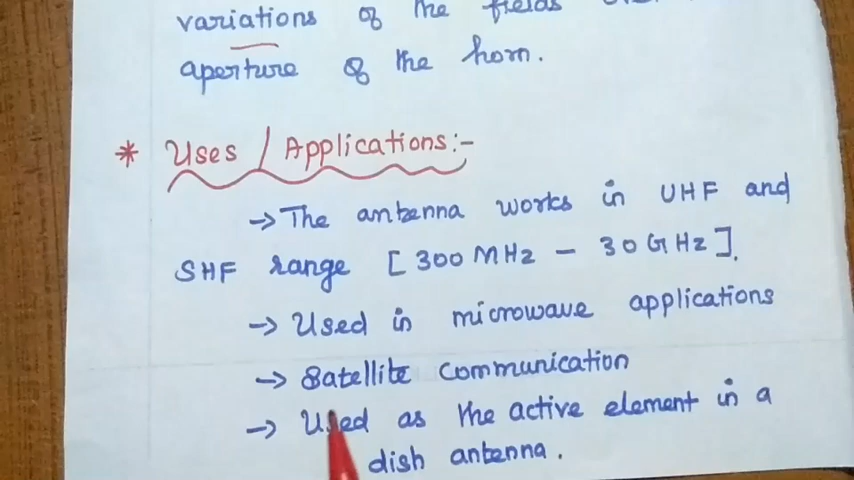 variations of the fields
aperture of the horn.
* Uses / Applications:-
→ The antenna works in UHF and
SHF range [300 MHz - 30 GHz].
→ Used in microwave applications
→ Satellite communication
→ Used as the active element in a
dish antenna.